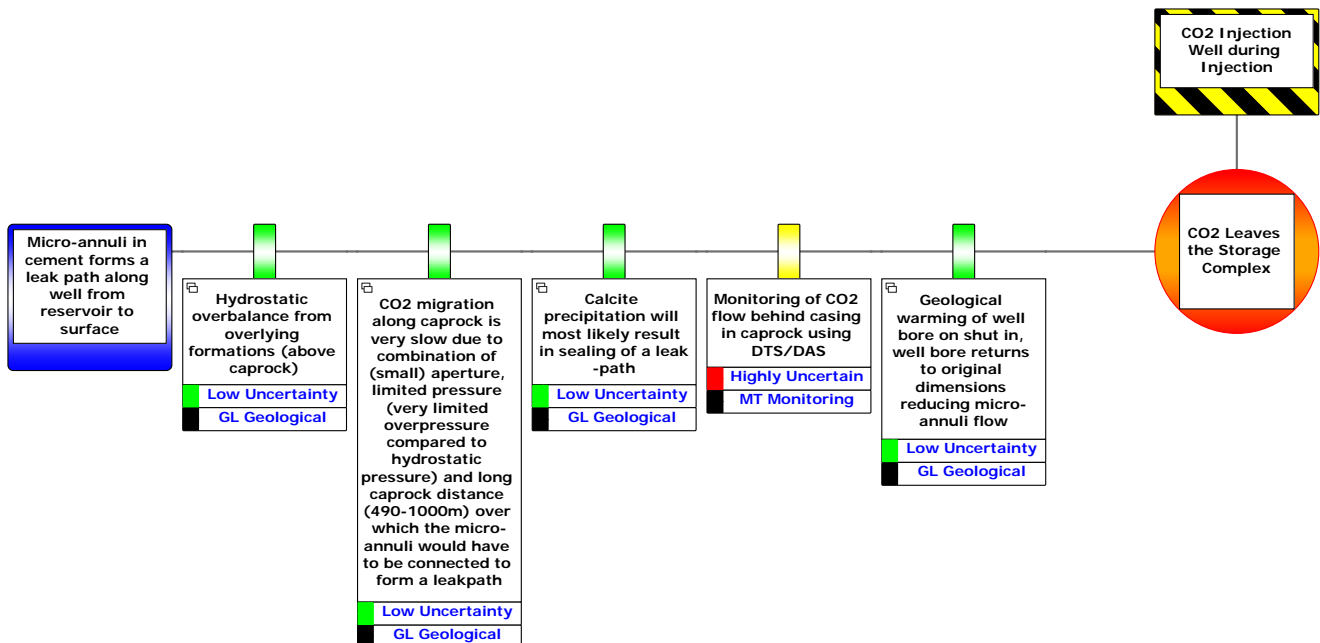 CO2 Injection
Well during
Injection
CO2 Leaves
the Storage
Complex
Micro-annuli in
cement forms a
leak path along
well from
reservoir to
surface
Hydrostatic
overbalance from
overlying
formations (above
caprock)
Low Uncertainty
GL Geological
CO2 migration
along caprock is
very slow due to
combination of
(small) aperture,
limited pressure
(very limited
overpressure
compared to
hydrostatic
pressure) and long
caprock distance
(490-1000m) over
which the micro-
annuli would have
to be connected to
form a leakpath
Low Uncertainty
GL Geological
Calcite
precipitation will
most likely result
in sealing of a leak
-path
Low Uncertainty
GL Geological
Monitoring of CO2
flow behind casing
in caprock using
DTS/DAS
Highly Uncertain
MT Monitoring
Geological
warming of well
bore on shut in,
well bore returns
to original
dimensions
reducing micro-
annuli flow
Low Uncertainty
GL Geological